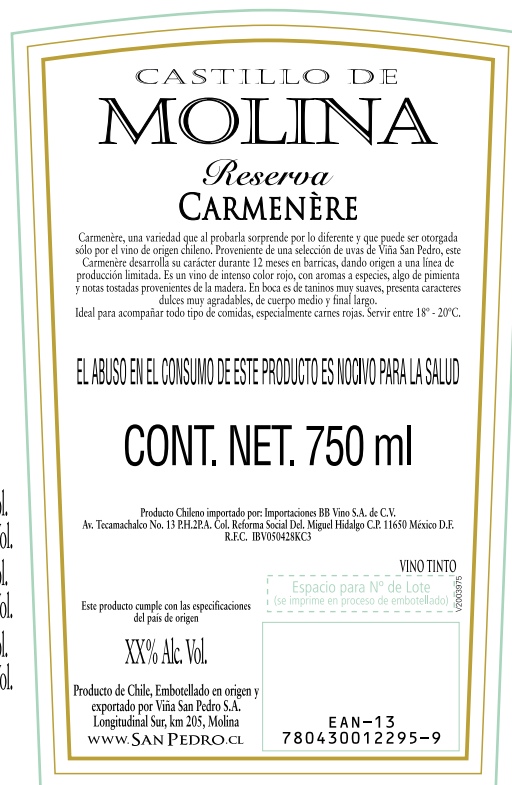 CASTILLO DE
MOLINA
Reserva
CARMENÈRE
Carmenère, una variedad que al probarla sorprende por lo diferente y que puede ser otorgada
sólo por el vino de origen chileno. Proveniente de una selección de uvas de Viña San Pedro, este
Carmenère desarrolla su carácter durante 12 meses en barricas, dando origen a una línea de
producción limitada. Es un vino de intenso color rojo, con aromas a especies, algo de pimienta
y notas tostadas provenientes de la madera. En boca es de taninos muy suaves, presenta caracteres
dulces muy agradables, de cuerpo medio y final largo.
Ideal para acompañar todo tipo de comidas, especialmente carnes rojas. Servir entre 18º - 20ºC.
EL ABUSO EN EL CONSUMO DE ESTE PRODUCTO ES NOCIVO PARA LA SALUD
CONT. NET. 750 ml
Producto Chileno importado por: Importaciones BB Vino S.A. de C.V.
Av. Tecamachalco No. 13 P.H.2P.A. Col. Reforma Social Del. Miguel Hidalgo C.P. 11650 México D.F.
R.F.C. IBV050428KC3
VINO TINTO
Espacio para Nº de Lote
(se imprime en proceso de embotellado)
V2003975
Este producto cumple con las especificaciones
del país de origen
XX% Alc. Vol.
Producto de Chile, Embotellado en origen y
exportado por Viña San Pedro S.A.
Longitudinal Sur, km 205, Molina
WWW.SAN PEDRO.CL
EAN-13
780430012295-9